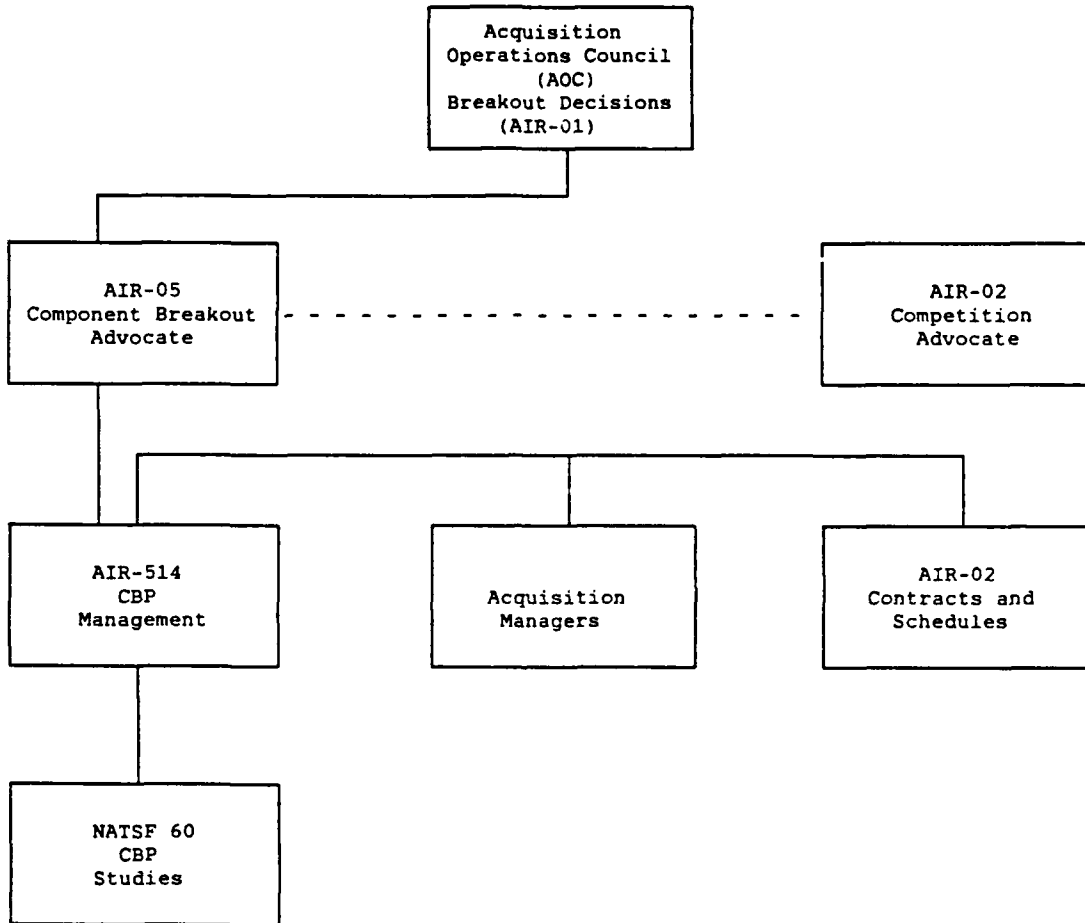 Acquisition
Operations Council
(AOC)
Breakout Decisions
(AIR-01)
AIR-05
Component Breakout
Advocate
AIR-02
Competition
Advocate
AIR-514
CBP
Management
Acquisition
Managers
AIR-02
Contracts and
Schedules
NATSF 60
CBP
Studies